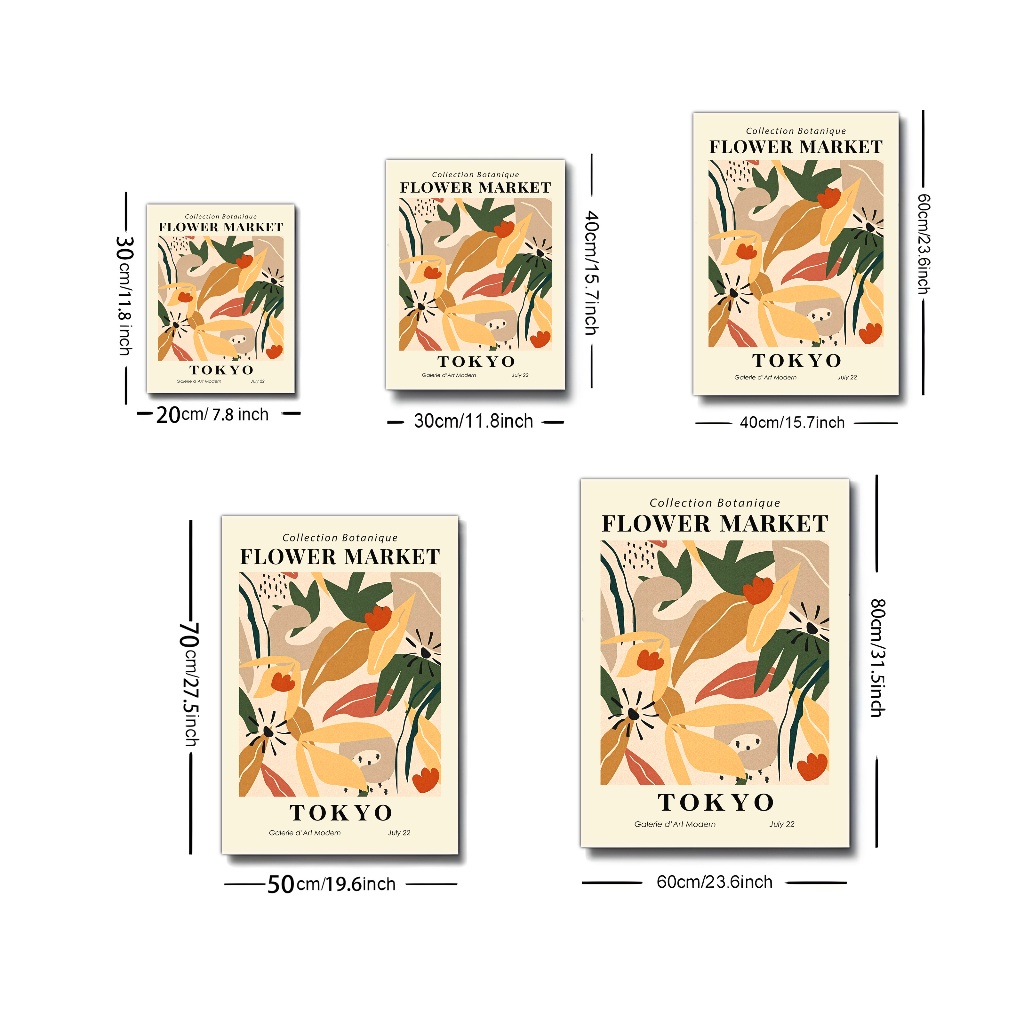 Collection Botanique
FLOWER MARKET
TOKYO
Galerie d'Art Modern July 22
30cm/11.8 inch
20cm/ 7.8 inch
Collection Botanique
FLOWER MARKET
TOKYO
Galerie d'Art Modern July 22
40cm/15.7inch
30cm/11.8inch
Collection Botanique
FLOWER MARKET
TOKYO
Galerie d'Art Modern July 22
60cm/23.6inch
40cm/15.7inch
Collection Botanique
FLOWER MARKET
TOKYO
Galerie d'Art Modern July 22
70cm/27.5inch
50cm/19.6inch
Collection Botanique
FLOWER MARKET
TOKYO
Galerie d'Art Modern July 22
80cm/31.5inch
60cm/23.6inch